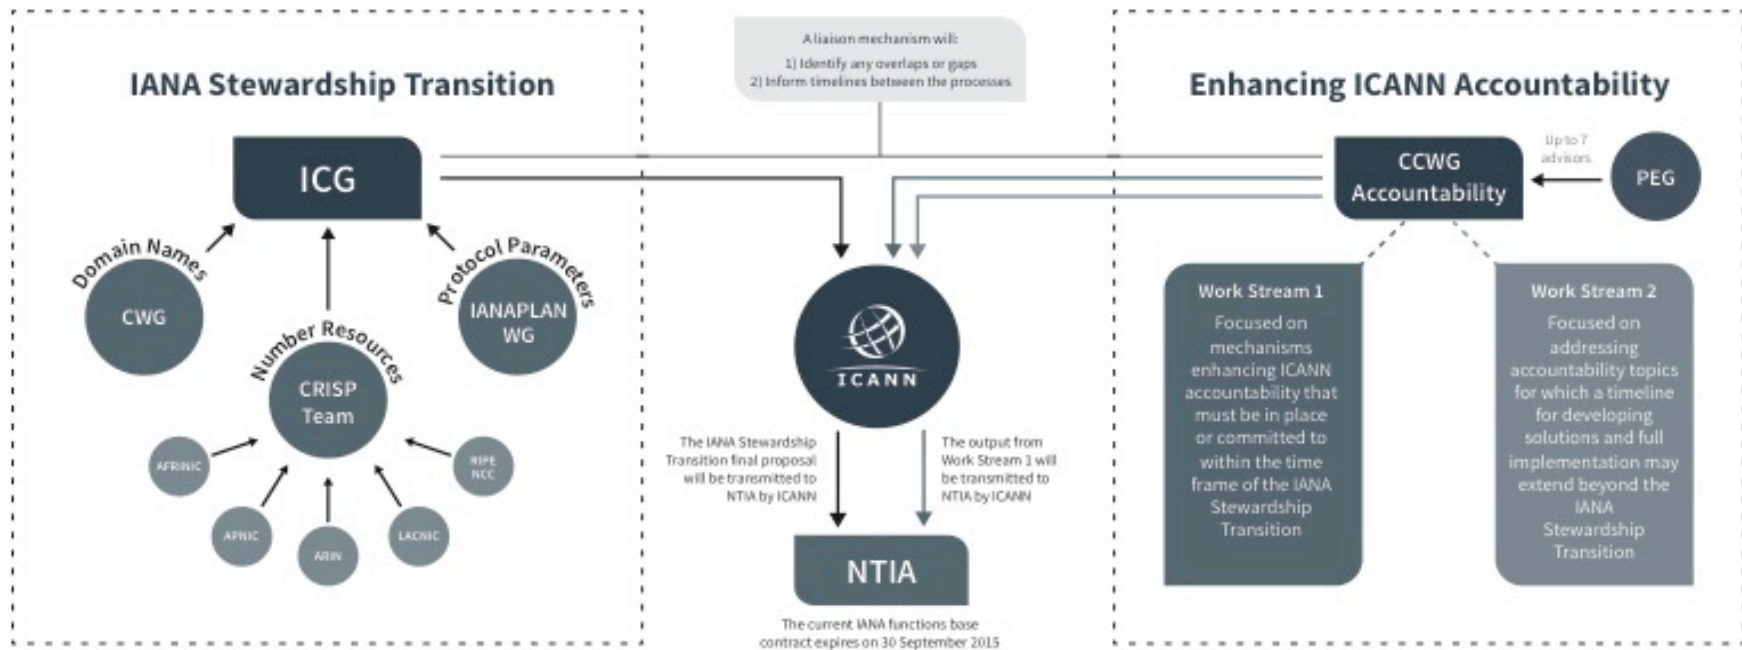 A liaison mechanism will:
1) Identify any overlaps or gaps
2) Inform timelines between the processes
IANA Stewardship Transition
ICG
Domain Names
CWG
Protocol Parameters
IANAPLAN
WG
Number Resources
CRISP
Team
AFRINIC
APNIC
ARIN
LACNIC
RIPE
NCC
ICANN
The IANA Stewardship
Transition final proposal
will be transmitted to
NTIA by ICANN
The output from
Work Stream 1 will
be transmitted to
NTIA by ICANN
NTIA
The current IANA functions base
contract expires on 30 September 2015
Enhancing ICANN Accountability
CCWG
Accountability
Up to 7
advisors
PEG
Work Stream 1
Focused on
mechanisms
enhancing ICANN
accountability that
must be in place
or committed to
within the time
frame of the IANA
Stewardship
Transition
Work Stream 2
Focused on
addressing
accountability topics
for which a timeline
for developing
solutions and full
implementation may
extend beyond the
IANA
Stewardship
Transition